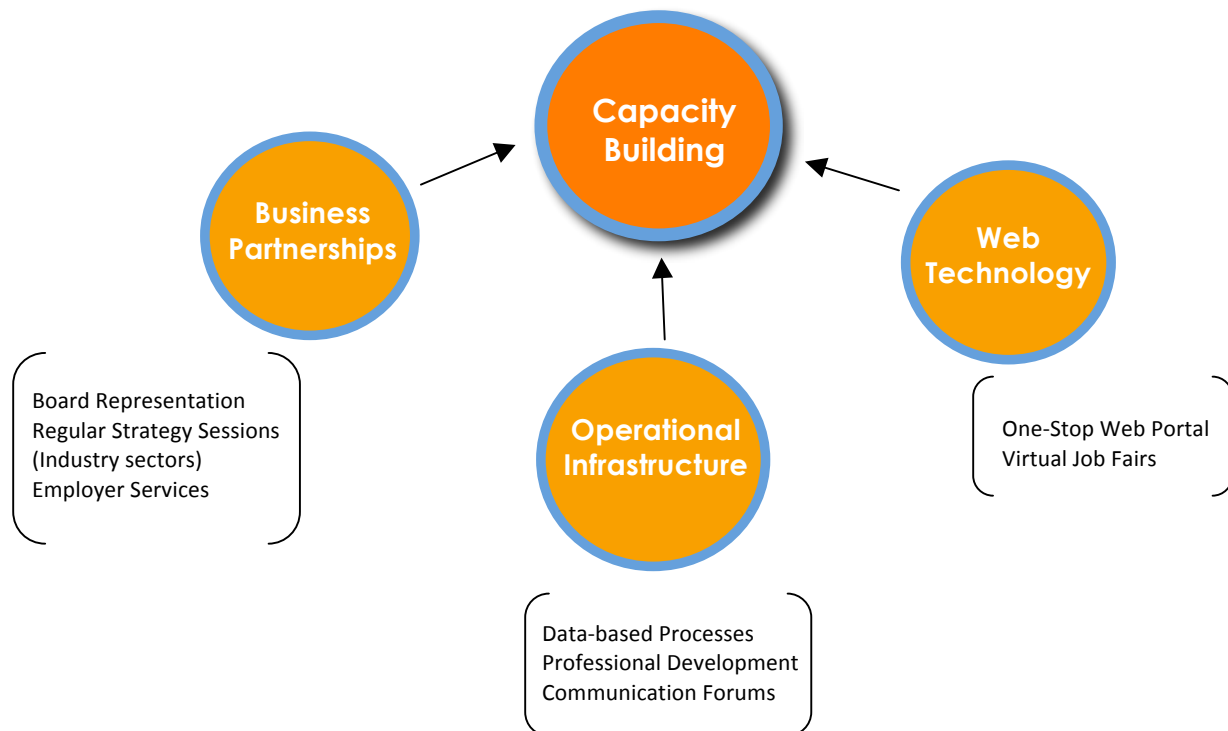 Capacity
Building
Business
Partnerships
Web
Technology
Board Representation
Regular Strategy Sessions
(Industry sectors)
Employer Services
Operational
Infrastructure
One-Stop Web Portal
Virtual Job Fairs
Data-based Processes
Professional Development
Communication Forums